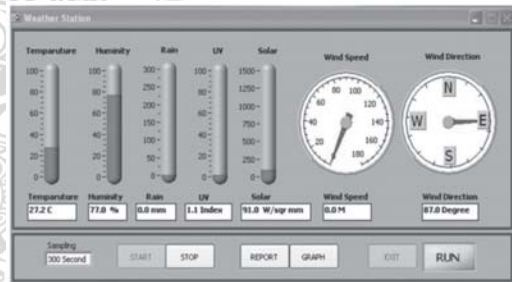 Weather Station
Temparuture Huminity Rain UV Solar Wind Speed Wind Direction
100 100 300 100 1500
80 80 250 80 1250
60 60 200 60 1000
40 40 150 40 750
20 20 100 20 500
0 0 50 0 250
0 0
20 40 60 80 100 120 140 160 180
N
W E
S
Temparuture Huminity Rain UV Solar Wind Speed Wind Direction
27.2 C 77.0 % 0.0 mm 1.1 Index 91.0 W/sqr mm 0.0 M 87.0 Degree
Sampling
300 Second START STOP REPORT GRAPH EXIT RUN